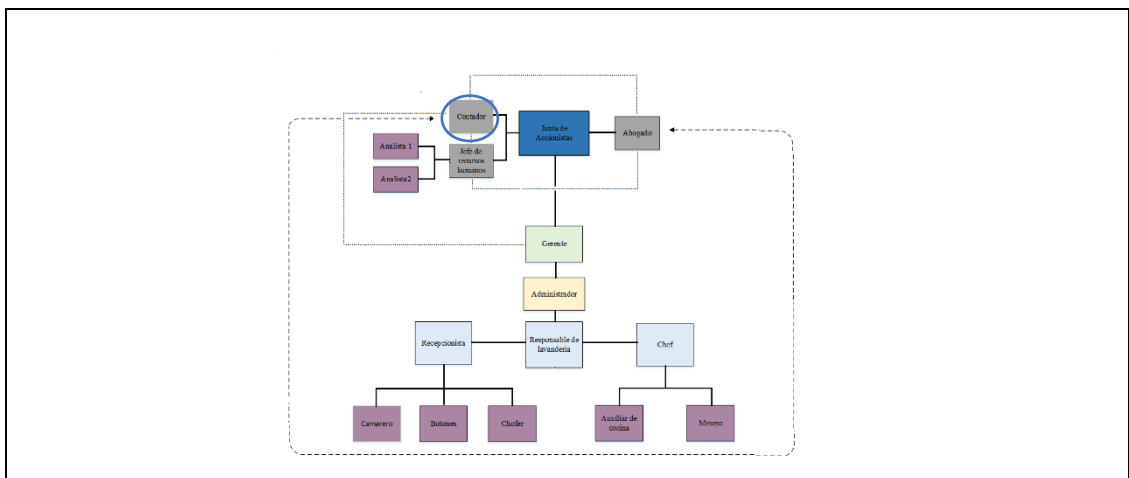 Contador
Junta de
Accionistas
Abogado
Analista 1
Jefe de
recursos
humanos
Analista2
Gerente
Administrador
Recepcionista
Responsable de
lavandería
Chef
Camarero
Botones
Chofer
Auxiliar de
cocina
Mesero